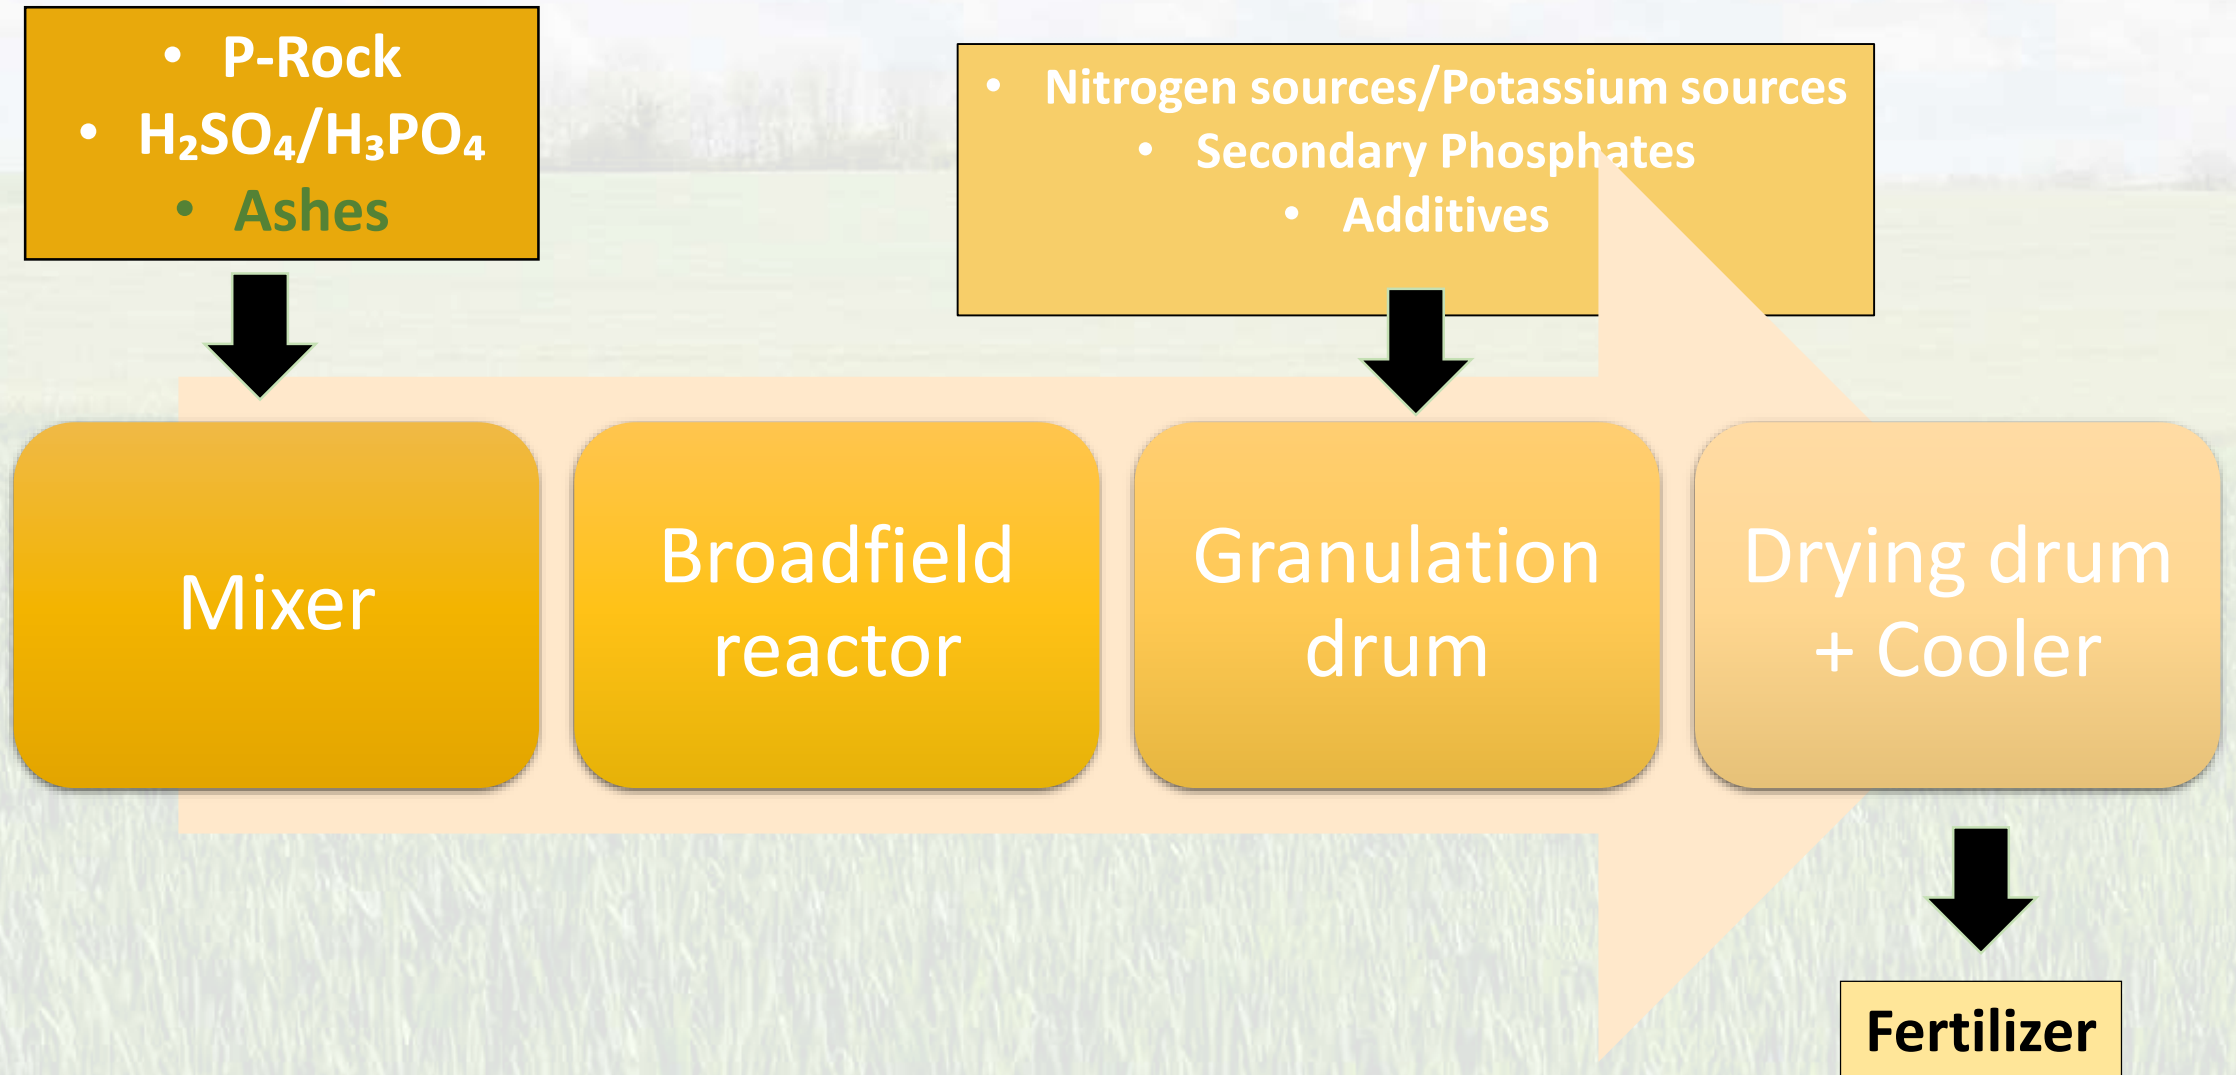 • P-Rock
• H₂SO₄/H₃PO₄
• Ashes
• Nitrogen sources/Potassium sources
• Secondary Phosphates
• Additives
Mixer
Broadfield
reactor
Granulation
drum
Drying drum
+ Cooler
Fertilizer